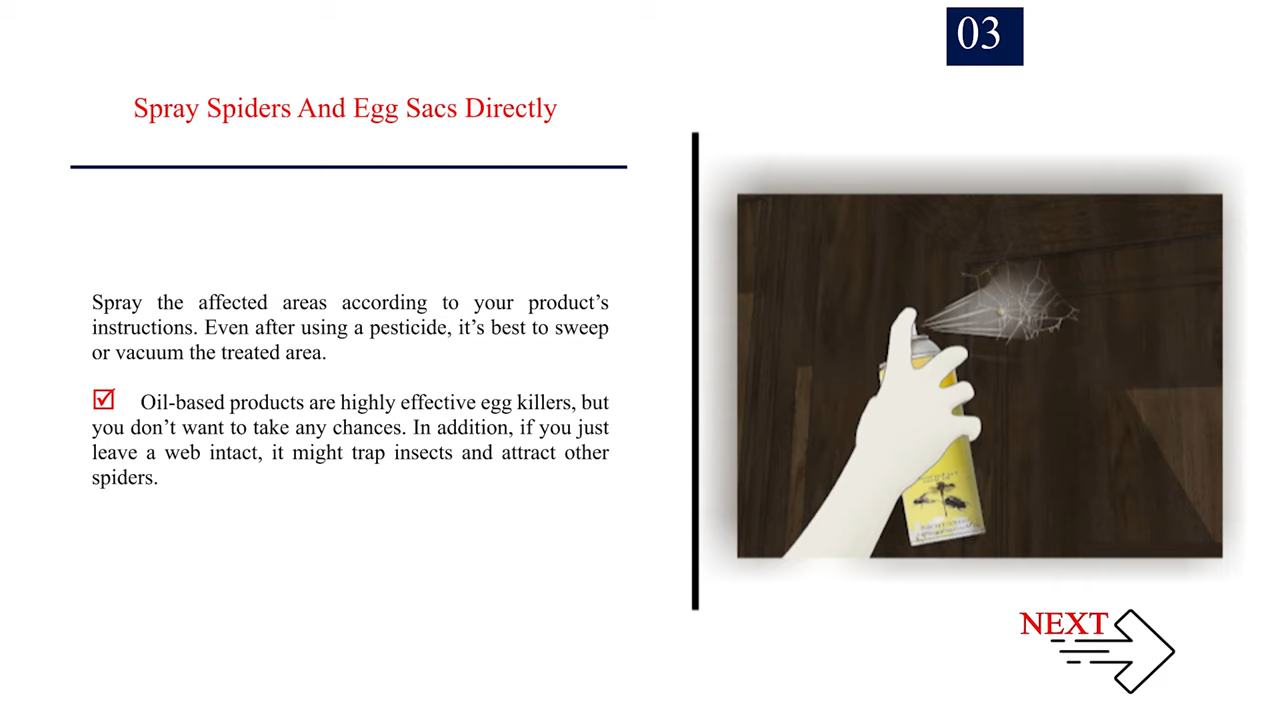 03
Spray Spiders And Egg Sacs Directly
Spray the affected areas according to your product’s
instructions. Even after using a pesticide, it’s best to sweep
or vacuum the treated area.
Oil-based products are highly effective egg killers, but
you don’t want to take any chances. In addition, if you just
leave a web intact, it might trap insects and attract other
spiders.
NEXT